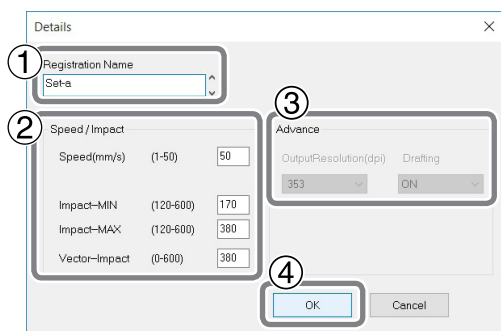 Details
①
Registration Name
Set-a
② ③
Speed / Impact Advance
Speed(mm/s) (1-50) 50 OutputResolution(dpi) Drafting
353 ON
Impact–MIN (120-600) 170
Impact–MAX (120-600) 380
Vector–Impact (0-600) 380
④
OK Cancel